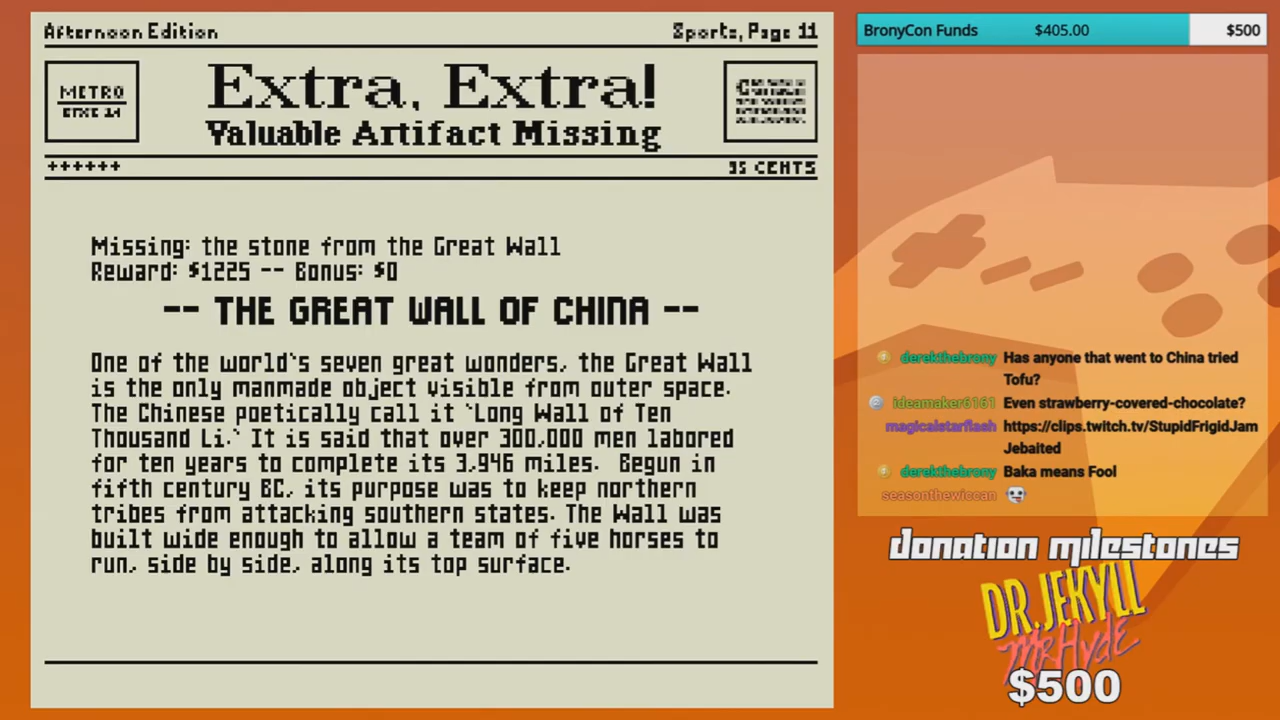 Afternoon Edition
Sports, Page 11
METRO
Extra, Extra!
Valuable Artifact Missing
++++++
35 CENTS
Missing: the stone from the Great Wall
Reward: $1225 -- Bonus: $0
-- THE GREAT WALL OF CHINA --
One of the world's seven great wonders, the Great Wall
is the only manmade object visible from outer space.
The Chinese poetically call it 'Long Wall of Ten
Thousand Li.' It is said that over 300,000 men labored
for ten years to complete its 3,946 miles. Begun in
fifth century BC, its purpose was to keep northern
tribes from attacking southern states. The Wall was
built wide enough to allow a team of five horses to
run, side by side, along its top surface.
BronyCon Funds $405.00 $500
derekthebrony Has anyone that went to China tried
Tofu?
ideamaker6161 Even strawberry-covered-chocolate?
magicalstarflash https://clips.twitch.tv/StupidFrigidJam
Jebaited
derekthebrony Baka means Fool
seasonthewiccan
DONATION MILESTONES
DR. JEKYLL
Mr. Hyde
$500